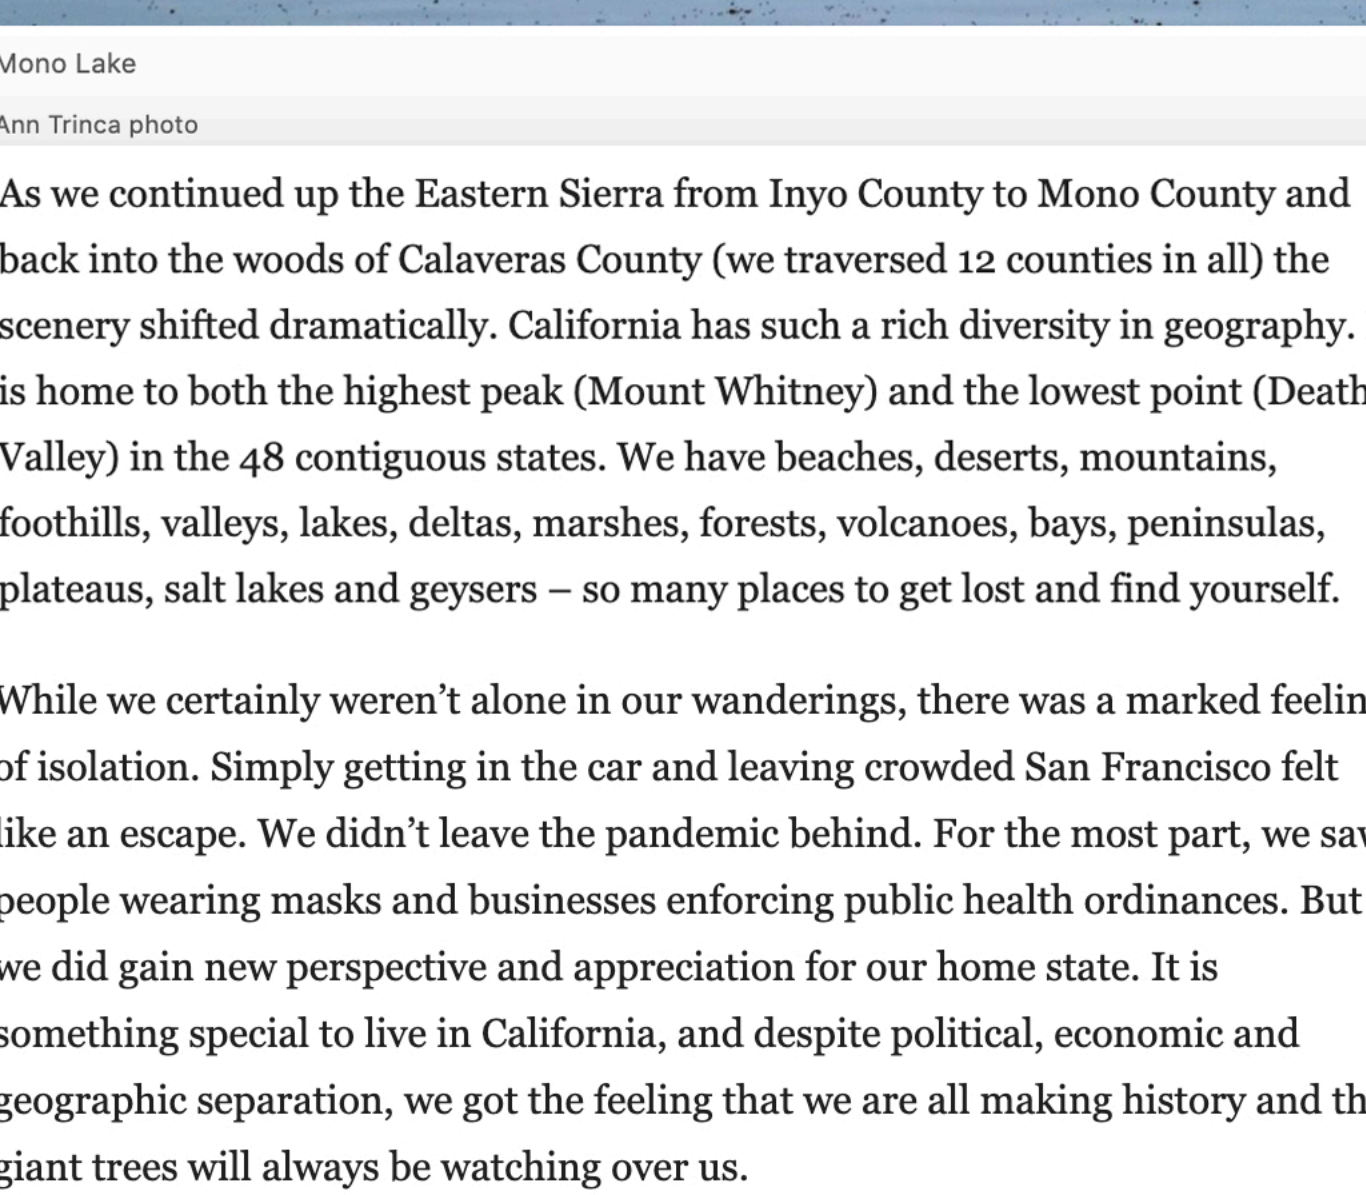 Mono Lake
Ann Trinca photo
As we continued up the Eastern Sierra from Inyo County to Mono County and
back into the woods of Calaveras County (we traversed 12 counties in all) the
scenery shifted dramatically. California has such a rich diversity in geography.
is home to both the highest peak (Mount Whitney) and the lowest point (Death
Valley) in the 48 contiguous states. We have beaches, deserts, mountains,
foothills, valleys, lakes, deltas, marshes, forests, volcanoes, bays, peninsulas,
plateaus, salt lakes and geysers – so many places to get lost and find yourself.
While we certainly weren’t alone in our wanderings, there was a marked feelin
of isolation. Simply getting in the car and leaving crowded San Francisco felt
like an escape. We didn’t leave the pandemic behind. For the most part, we saw
people wearing masks and businesses enforcing public health ordinances. But
we did gain new perspective and appreciation for our home state. It is
something special to live in California, and despite political, economic and
geographic separation, we got the feeling that we are all making history and th
giant trees will always be watching over us.